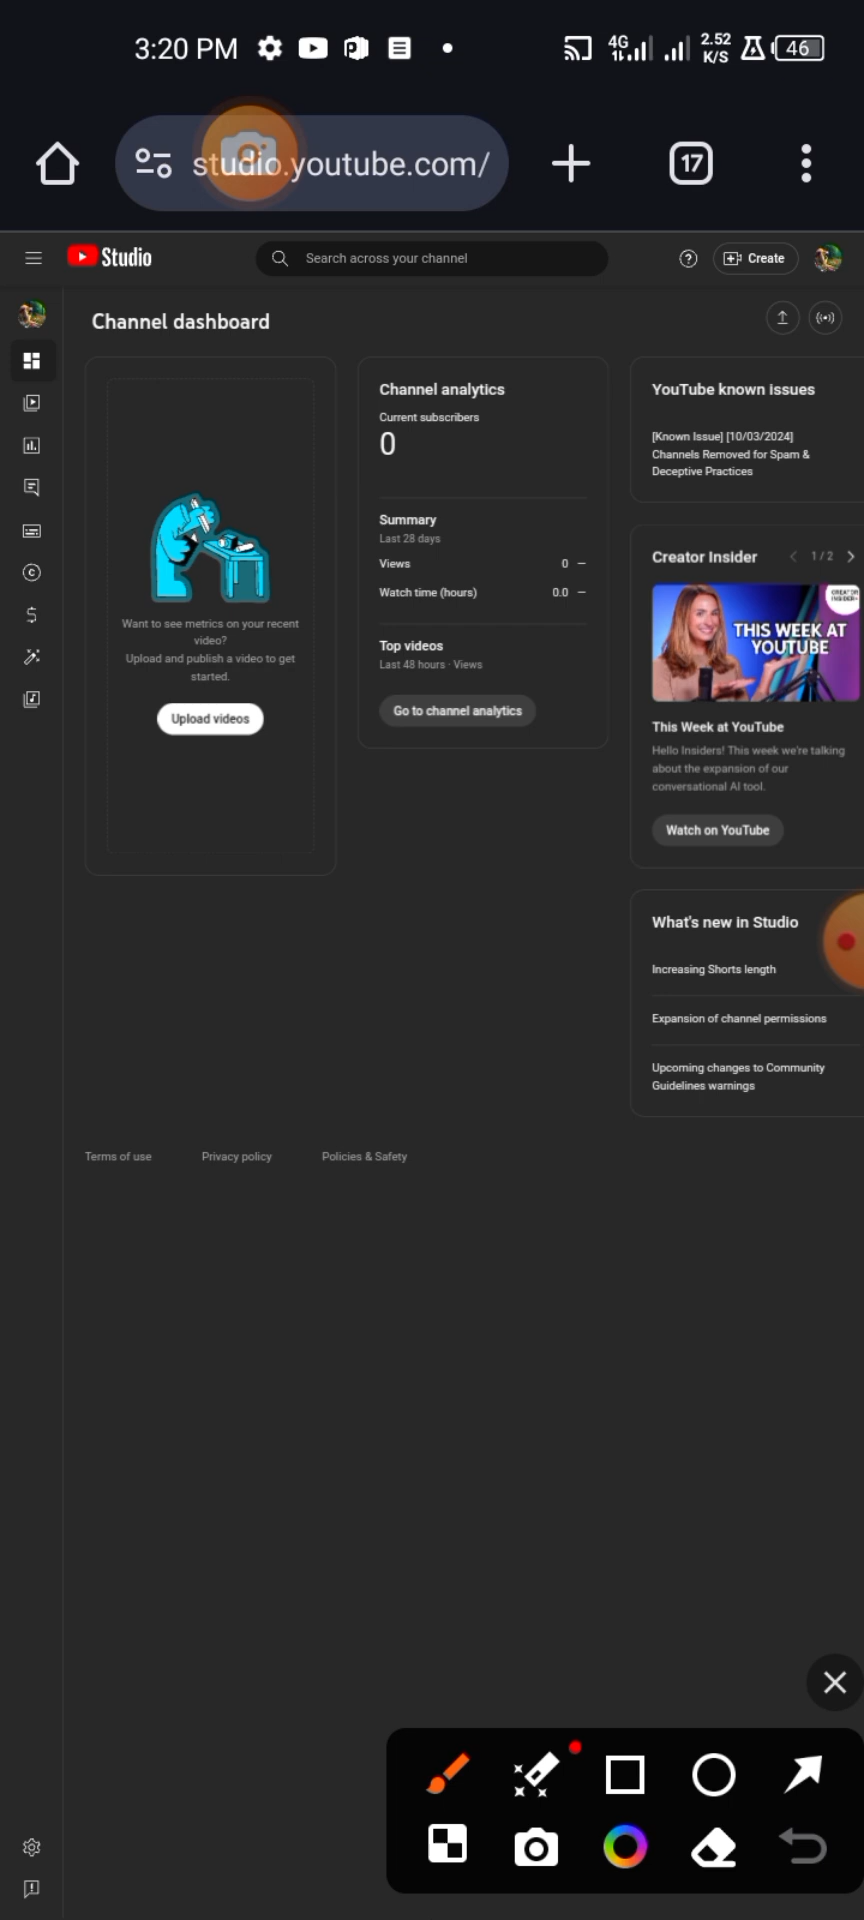 3:20 PM
4G
2.52 K/S
46
studio.youtube.com/
17
Studio
Search across your channel
Create
Channel dashboard
Want to see metrics on your recent
video?
Upload and publish a video to get
started.
Upload videos
Channel analytics
Current subscribers
0
Summary
Last 28 days
Views 0 —
Watch time (hours) 0.0 —
Top videos
Last 48 hours · Views
Go to channel analytics
YouTube known issues
[Known Issue] [10/03/2024]
Channels Removed for Spam &
Deceptive Practices
Creator Insider 1 / 2
CREATOR
INSIDER
THIS WEEK AT
YOUTUBE
This Week at YouTube
Hello Insiders! This week we're talking
about the expansion of our
conversational AI tool.
Watch on YouTube
What's new in Studio
Increasing Shorts length
Expansion of channel permissions
Upcoming changes to Community
Guidelines warnings
Terms of use Privacy policy Policies & Safety